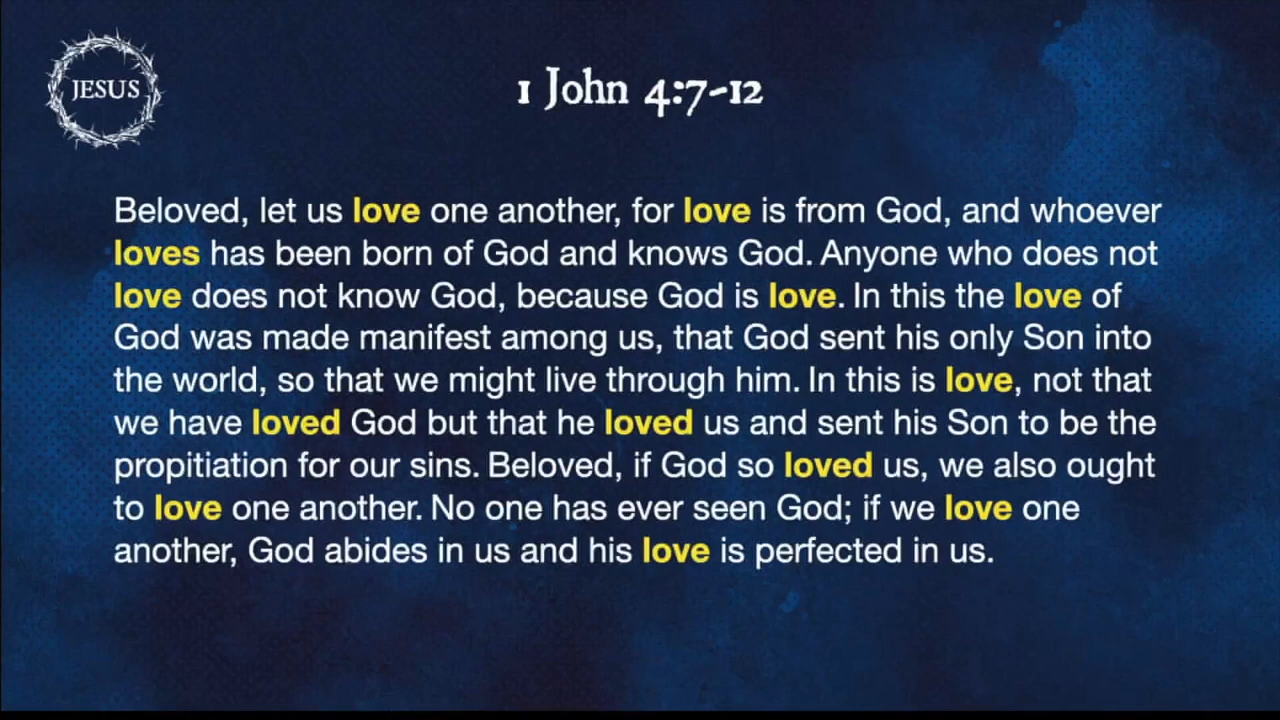 JESUS
1 John 4:7-12
Beloved, let us love one another, for love is from God, and whoever
loves has been born of God and knows God. Anyone who does not
love does not know God, because God is love. In this the love of
God was made manifest among us, that God sent his only Son into
the world, so that we might live through him. In this is love, not that
we have loved God but that he loved us and sent his Son to be the
propitiation for our sins. Beloved, if God so loved us, we also ought
to love one another. No one has ever seen God; if we love one
another, God abides in us and his love is perfected in us.